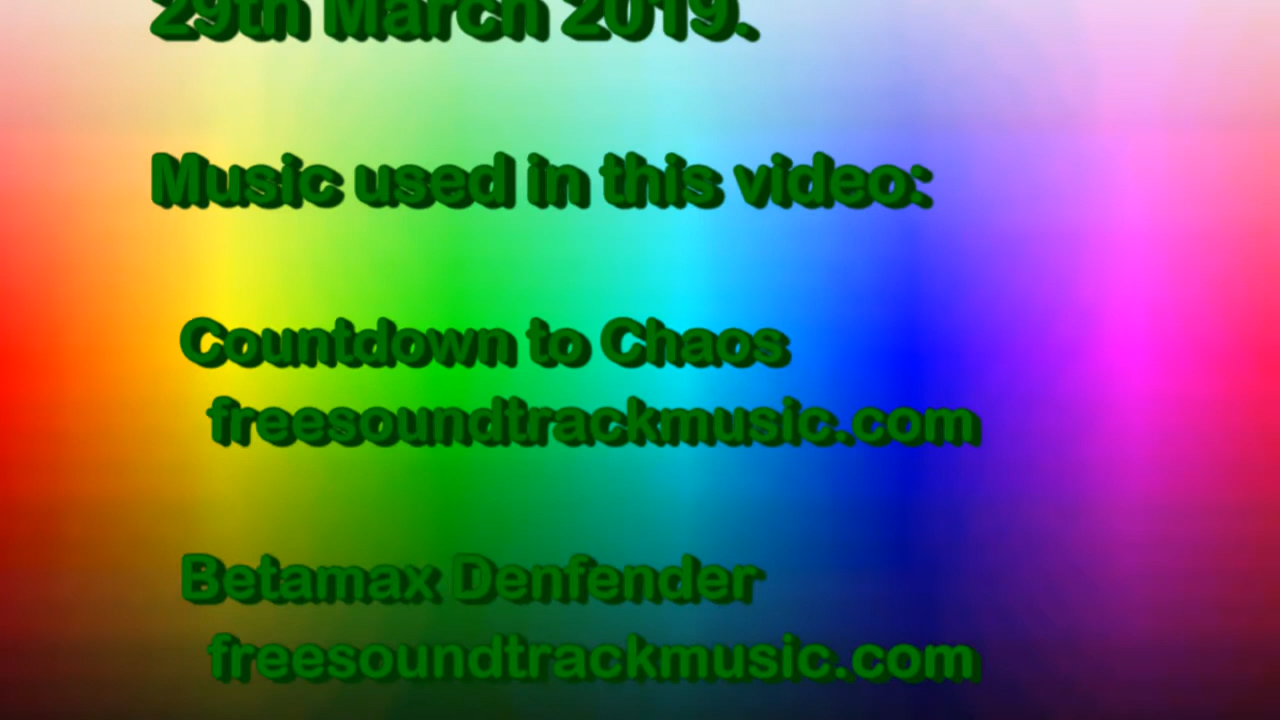 29th March 2019.
Music used in this video:
Countdown to Chaos
freesoundtrackmusic.com
Betamax Denfender
freesoundtrackmusic.com